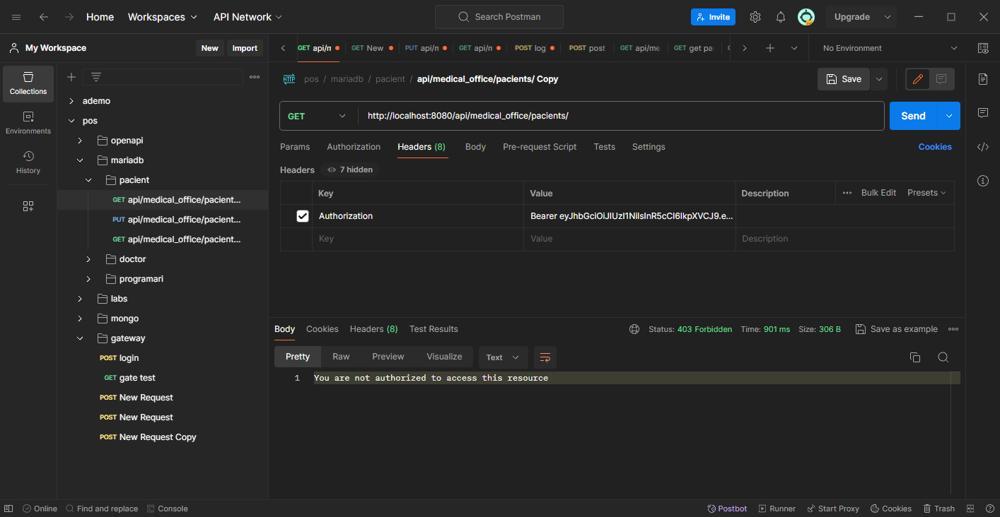 Home Workspaces API Network Search Postman Invite Upgrade
My Workspace New Import GET api/n GET New PUT api/n GET api/n POST log POST post GET api/me GET get pa No Environment
Collections
Environments
History
ademo
pos
openapi
mariadb
pacient
GET api/medical_office/pacient...
PUT api/medical_office/pacient...
GET api/medical_office/pacient...
doctor
programari
labs
mongo
gateway
POST login
GET gate test
POST New Request
POST New Request
POST New Request Copy
HTTP pos / mariadb / pacient / api/medical_office/pacients/ Copy Save
GET http://localhost:8080/api/medical_office/pacients/ Send
Params Authorization Headers (8) Body Pre-request Script Tests Settings Cookies
Headers 7 hidden
Key Value Description Bulk Edit Presets
Authorization Bearer eyJhbGciOiJIUzI1NiIsInR5cCI6IkpXVCJ9.e...
Key Value Description
Body Cookies Headers (8) Test Results Status: 403 Forbidden Time: 901 ms Size: 306 B Save as example
Pretty Raw Preview Visualize Text
1 You are not authorized to access this resource
Online Find and replace Console Postbot Runner Start Proxy Cookies Trash